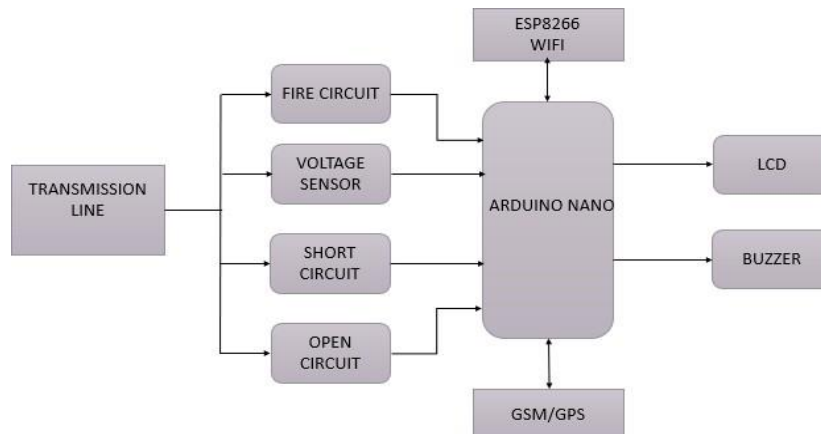 ESP8266
WIFI
FIRE CIRCUIT
VOLTAGE
SENSOR
TRANSMISSION
LINE
ARDUINO NANO
LCD
SHORT
CIRCUIT
BUZZER
OPEN
CIRCUIT
GSM/GPS